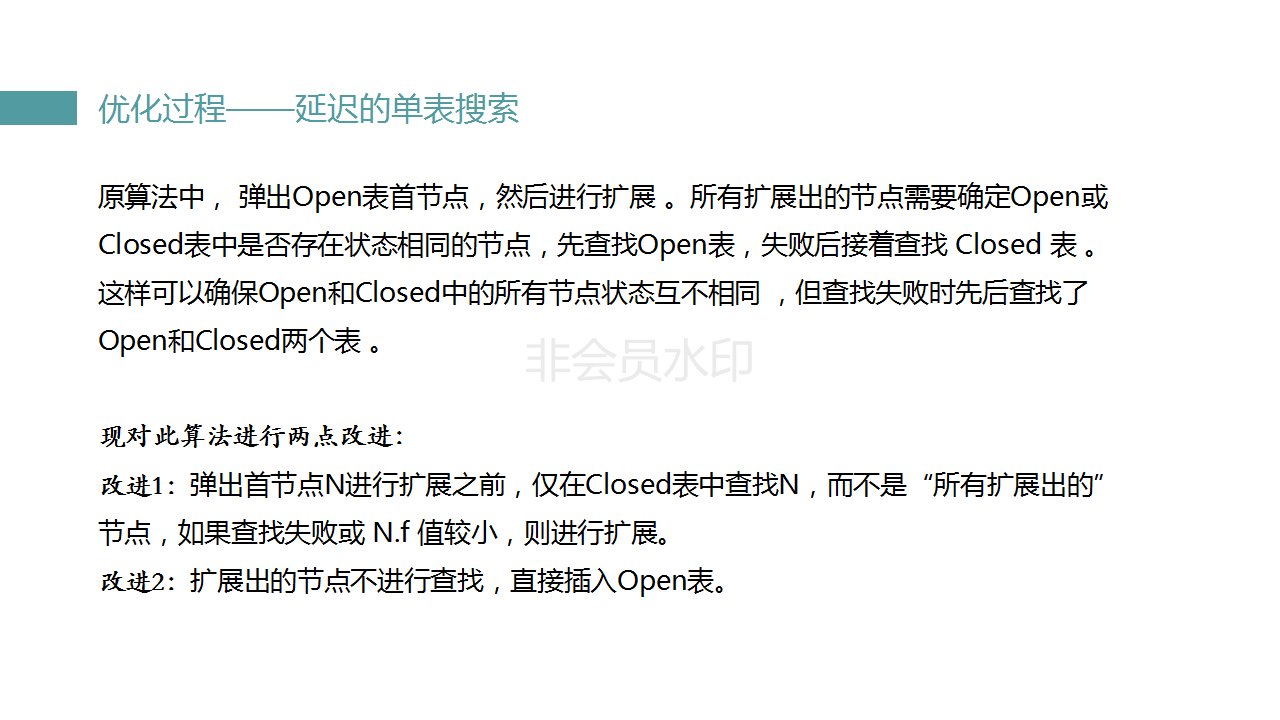 优化过程——延迟的单表搜索
原算法中， 弹出Open表首节点，然后进行扩展 。所有扩展出的节点需要确定Open或
Closed表中是否存在状态相同的节点，先查找Open表，失败后接着查找 Closed 表 。
这样可以确保Open和Closed中的所有节点状态互不相同 ，但查找失败时先后查找了
Open和Closed两个表 。
非会员水印
现对此算法进行两点改进：
改进1：弹出首节点N进行扩展之前，仅在Closed表中查找N，而不是“所有扩展出的”
节点，如果查找失败或 N.f 值较小，则进行扩展。
改进2：扩展出的节点不进行查找，直接插入Open表。